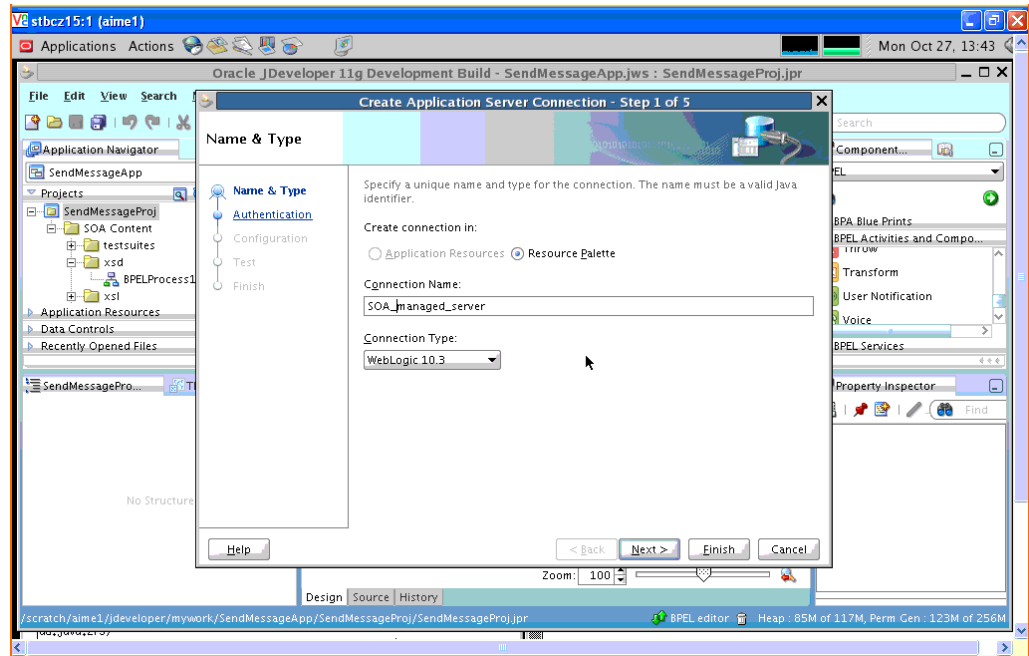 stbcz15:1 (aime1)
Applications Actions Mon Oct 27, 13:43
Oracle JDeveloper 11g Development Build - SendMessageApp.jws : SendMessageProj.jpr
File Edit View Search
Create Application Server Connection - Step 1 of 5
Search
Name & Type
Application Navigator
Component...
SendMessageApp
Projects
SendMessageProj
SOA Content
testsuites
xsd
BPELProcess1
xsl
Application Resources
Data Controls
Recently Opened Files
Name & Type
Authentication
Configuration
Test
Finish
Specify a unique name and type for the connection. The name must be a valid Java
identifier.
Create connection in:
Application Resources Resource Palette
Connection Name:
SOA_managed_server
Connection Type:
WebLogic 10.3
BPA Blue Prints
BPEL Activities and Compo...
Transform
User Notification
Voice
BPEL Services
SendMessagePro...
Property Inspector
Find
No Structure
Help < Back Next > Finish Cancel
Zoom: 100
Design Source History
/scratch/aime1/jdeveloper/mywork/SendMessageApp/SendMessageProj/SendMessageProj.jpr BPEL editor Heap : 85M of 117M, Perm Gen : 123M of 256M